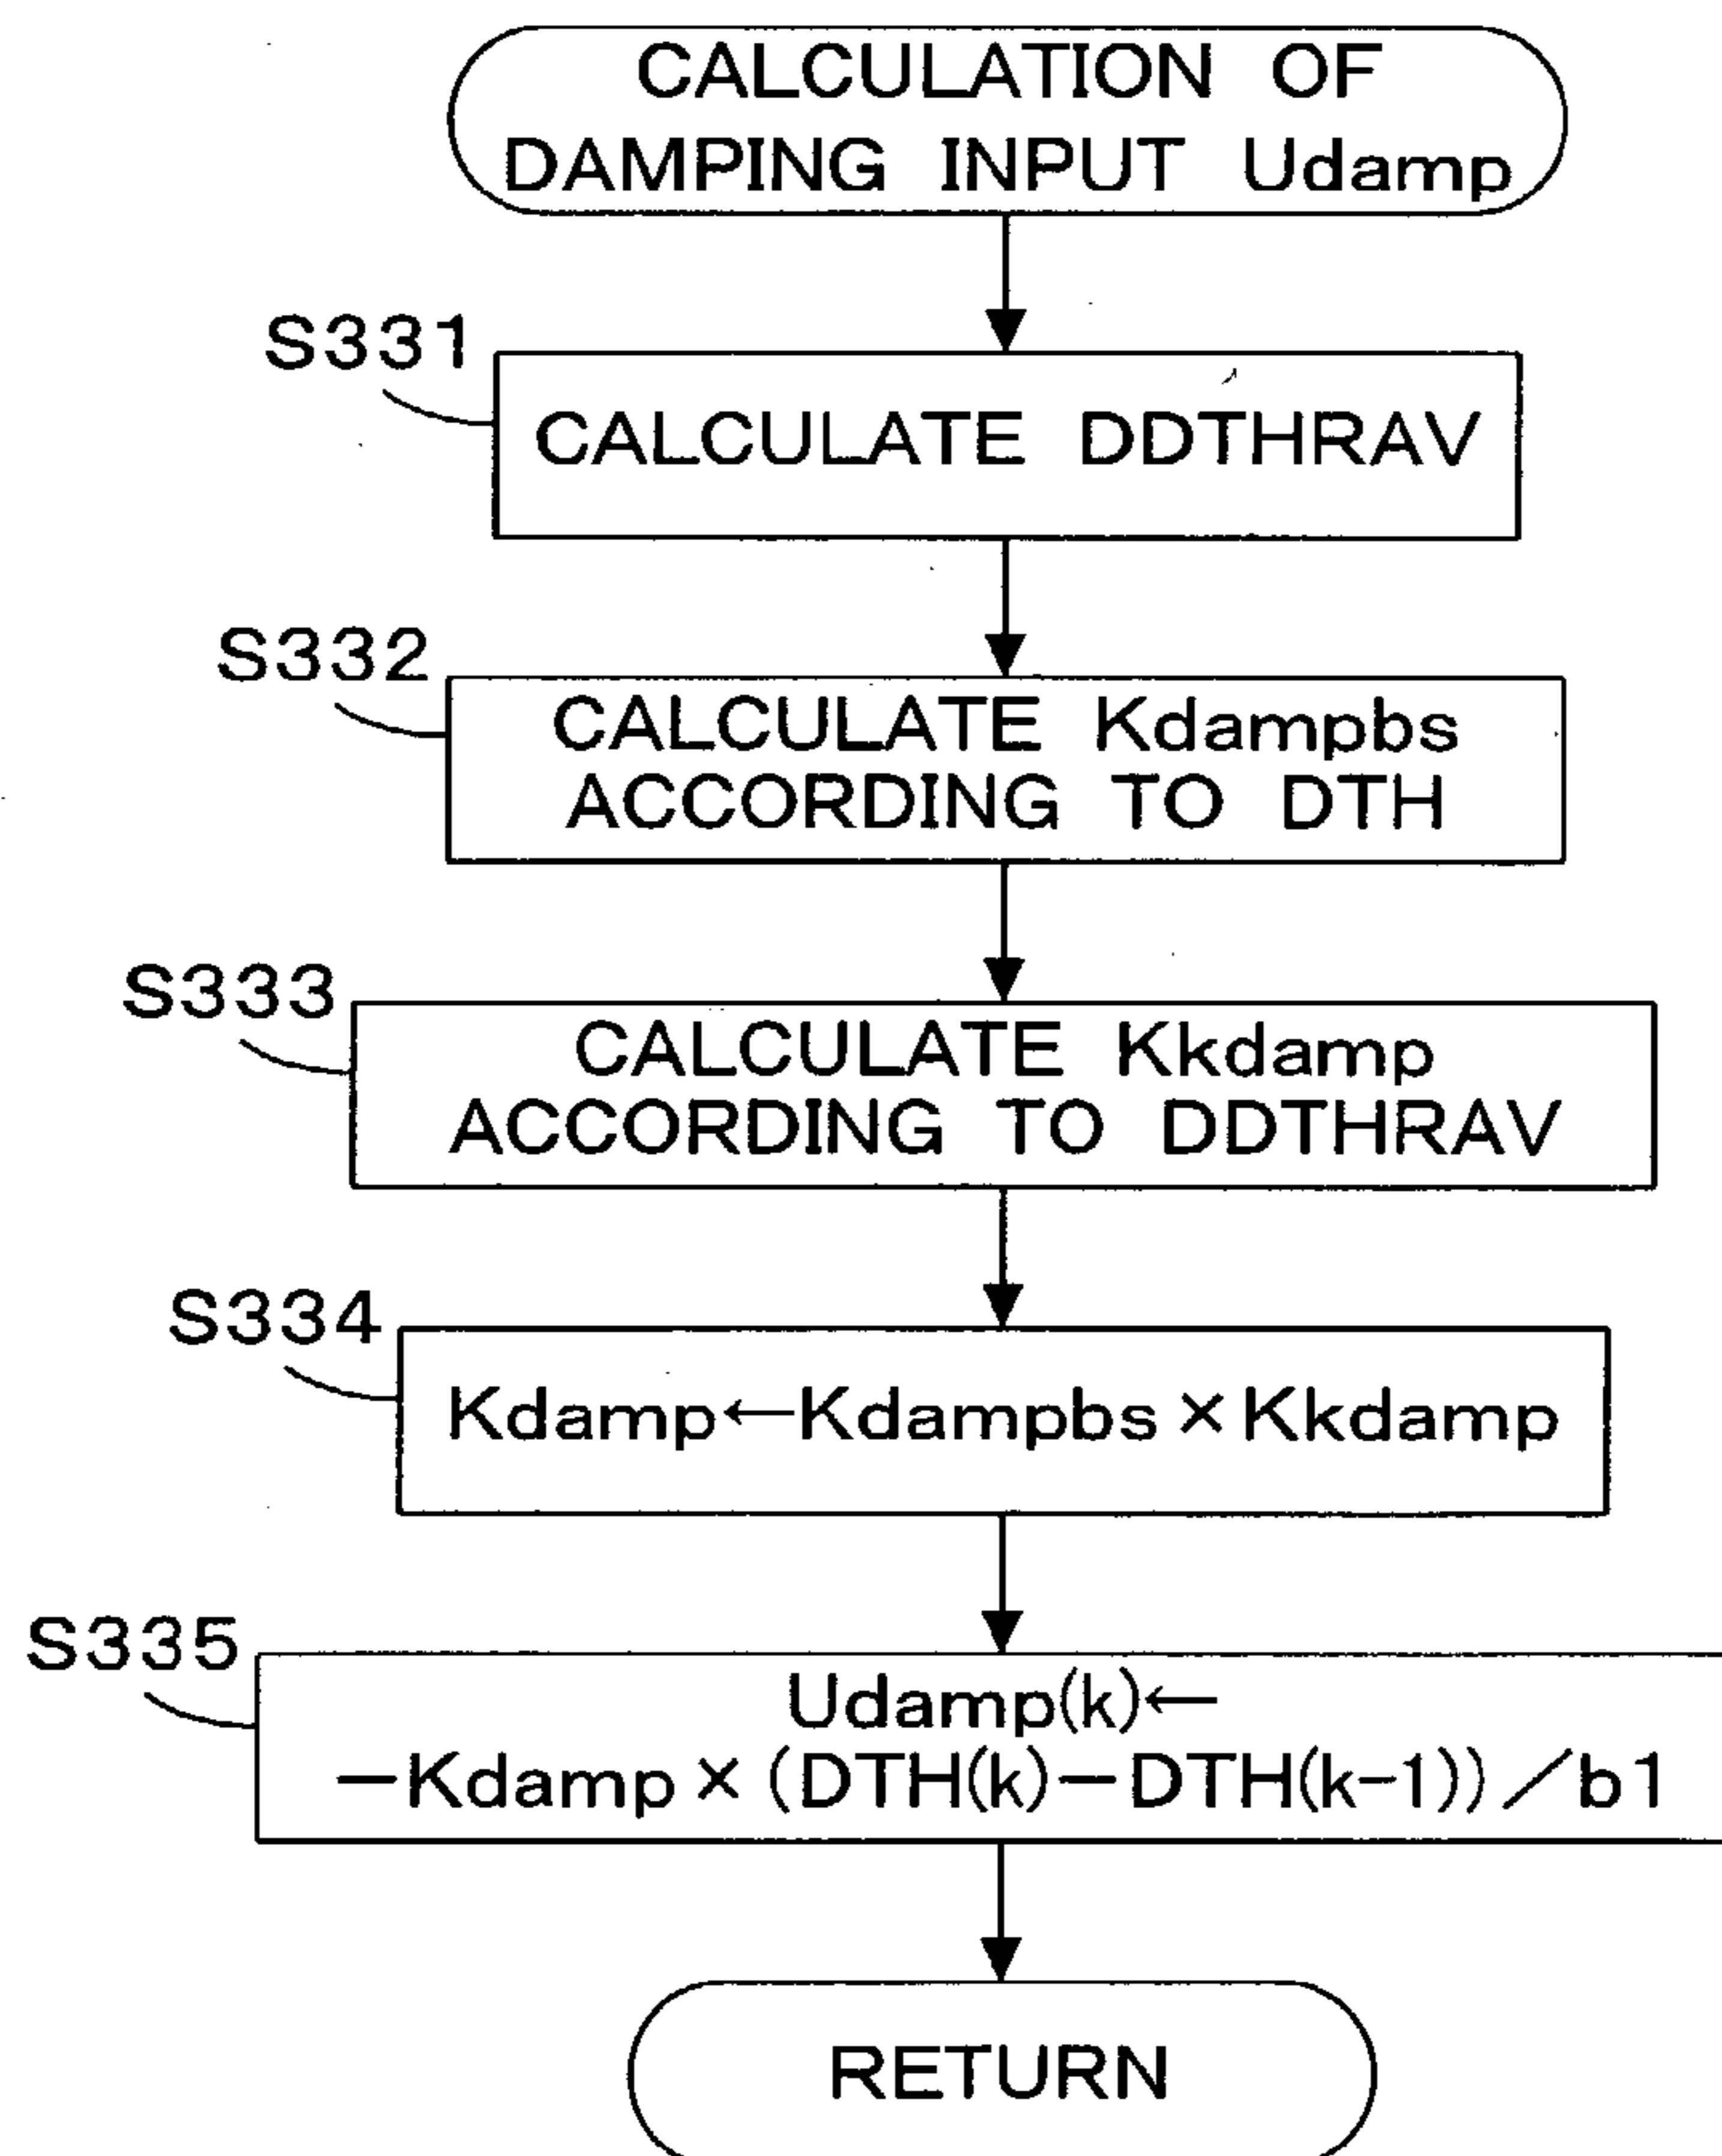 CALCULATION OF
DAMPING INPUT Udamp
S331
CALCULATE DDTHRAV
S332
CALCULATE Kdampbs
ACCORDING TO DTH
S333
CALCULATE Kkdamp
ACCORDING TO DDTHRAV
S334
Kdamp←Kdampbs×Kkdamp
S335
Udamp(k)←
−Kdamp×(DTH(k)−DTH(k−1))/b1
RETURN